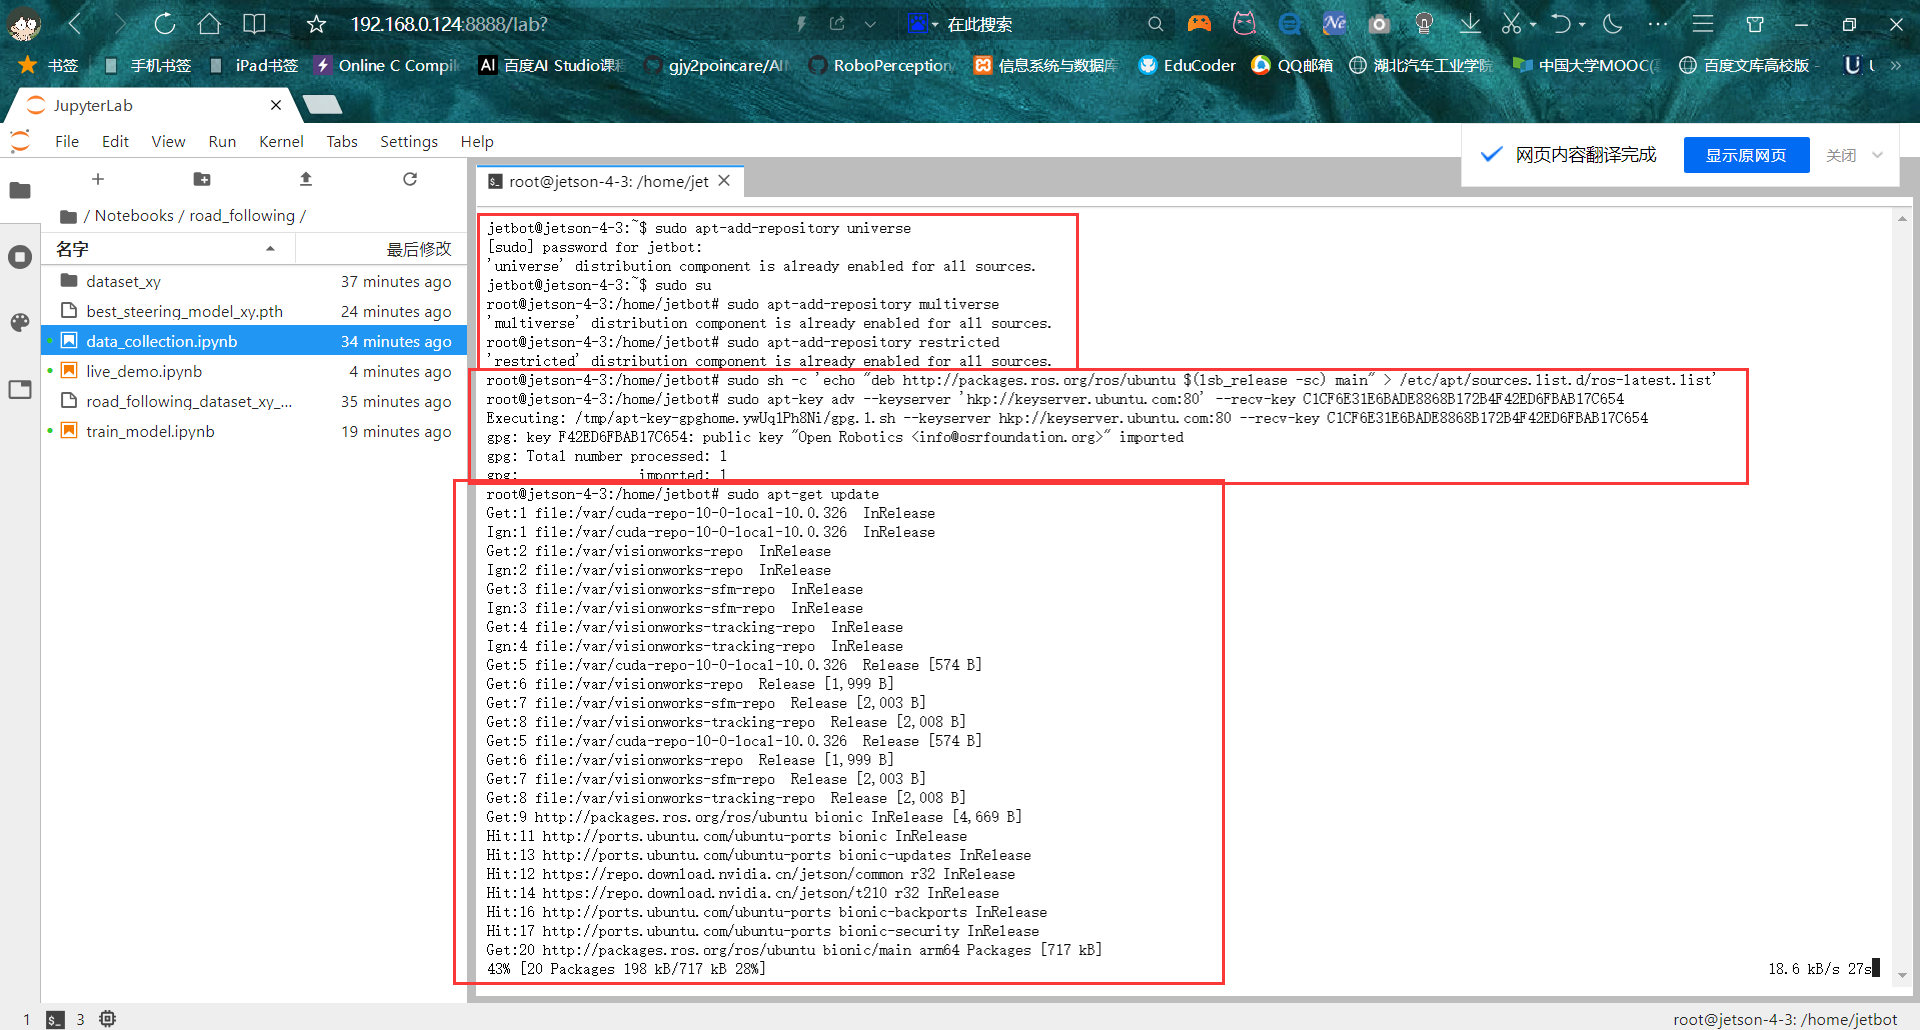 192.168.0.124:8888/lab?
在此搜索
书签 手机书签 iPad书签 Online C Compil 百度AI Studio课程 gjy2poincare/AI RoboPerception 信息系统与数据库 EduCoder QQ邮箱 湖北汽车工业学院 中国大学MOOC( 百度文库高校版
JupyterLab
File Edit View Run Kernel Tabs Settings Help
网页内容翻译完成 显示原网页 关闭
root@jetson-4-3: /home/jet
/ Notebooks / road_following /
名字 最后修改
dataset_xy 37 minutes ago
best_steering_model_xy.pth 24 minutes ago
data_collection.ipynb 34 minutes ago
live_demo.ipynb 4 minutes ago
road_following_dataset_xy_... 35 minutes ago
train_model.ipynb 19 minutes ago
jetbot@jetson-4-3:~$ sudo apt-add-repository universe
[sudo] password for jetbot:
'universe' distribution component is already enabled for all sources.
jetbot@jetson-4-3:~$ sudo su
root@jetson-4-3:/home/jetbot# sudo apt-add-repository multiverse
'multiverse' distribution component is already enabled for all sources.
root@jetson-4-3:/home/jetbot# sudo apt-add-repository restricted
'restricted' distribution component is already enabled for all sources.
root@jetson-4-3:/home/jetbot# sudo sh -c 'echo "deb http://packages.ros.org/ros/ubuntu $(lsb_release -sc) main" > /etc/apt/sources.list.d/ros-latest.list'
root@jetson-4-3:/home/jetbot# sudo apt-key adv --keyserver 'hkp://keyserver.ubuntu.com:80' --recv-key C1CF6E31E6BADE8868B172B4F42ED6FBAB17C654
Executing: /tmp/apt-key-gpghome.ywUq1Ph8Ni/gpg.1.sh --keyserver hkp://keyserver.ubuntu.com:80 --recv-key C1CF6E31E6BADE8868B172B4F42ED6FBAB17C654
gpg: key F42ED6FBAB17C654: public key "Open Robotics <info@osrfoundation.org>" imported
gpg: Total number processed: 1
gpg: imported: 1
root@jetson-4-3:/home/jetbot# sudo apt-get update
Get:1 file:/var/cuda-repo-10-0-local-10.0.326 InRelease
Ign:1 file:/var/cuda-repo-10-0-local-10.0.326 InRelease
Get:2 file:/var/visionworks-repo InRelease
Ign:2 file:/var/visionworks-repo InRelease
Get:3 file:/var/visionworks-sfm-repo InRelease
Ign:3 file:/var/visionworks-sfm-repo InRelease
Get:4 file:/var/visionworks-tracking-repo InRelease
Ign:4 file:/var/visionworks-tracking-repo InRelease
Get:5 file:/var/cuda-repo-10-0-local-10.0.326 Release [574 B]
Get:6 file:/var/visionworks-repo Release [1,999 B]
Get:7 file:/var/visionworks-sfm-repo Release [2,003 B]
Get:8 file:/var/visionworks-tracking-repo Release [2,008 B]
Get:5 file:/var/cuda-repo-10-0-local-10.0.326 Release [574 B]
Get:6 file:/var/visionworks-repo Release [1,999 B]
Get:7 file:/var/visionworks-sfm-repo Release [2,003 B]
Get:8 file:/var/visionworks-tracking-repo Release [2,008 B]
Get:9 http://packages.ros.org/ros/ubuntu bionic InRelease [4,669 B]
Hit:11 http://ports.ubuntu.com/ubuntu-ports bionic InRelease
Hit:13 http://ports.ubuntu.com/ubuntu-ports bionic-updates InRelease
Hit:12 https://repo.download.nvidia.cn/jetson/common r32 InRelease
Hit:14 https://repo.download.nvidia.cn/jetson/t210 r32 InRelease
Hit:16 http://ports.ubuntu.com/ubuntu-ports bionic-backports InRelease
Hit:17 http://ports.ubuntu.com/ubuntu-ports bionic-security InRelease
Get:20 http://packages.ros.org/ros/ubuntu bionic/main arm64 Packages [717 kB]
43% [20 Packages 198 kB/717 kB 28%] 18.6 kB/s 27s
1 3 root@jetson-4-3: /home/jetbot